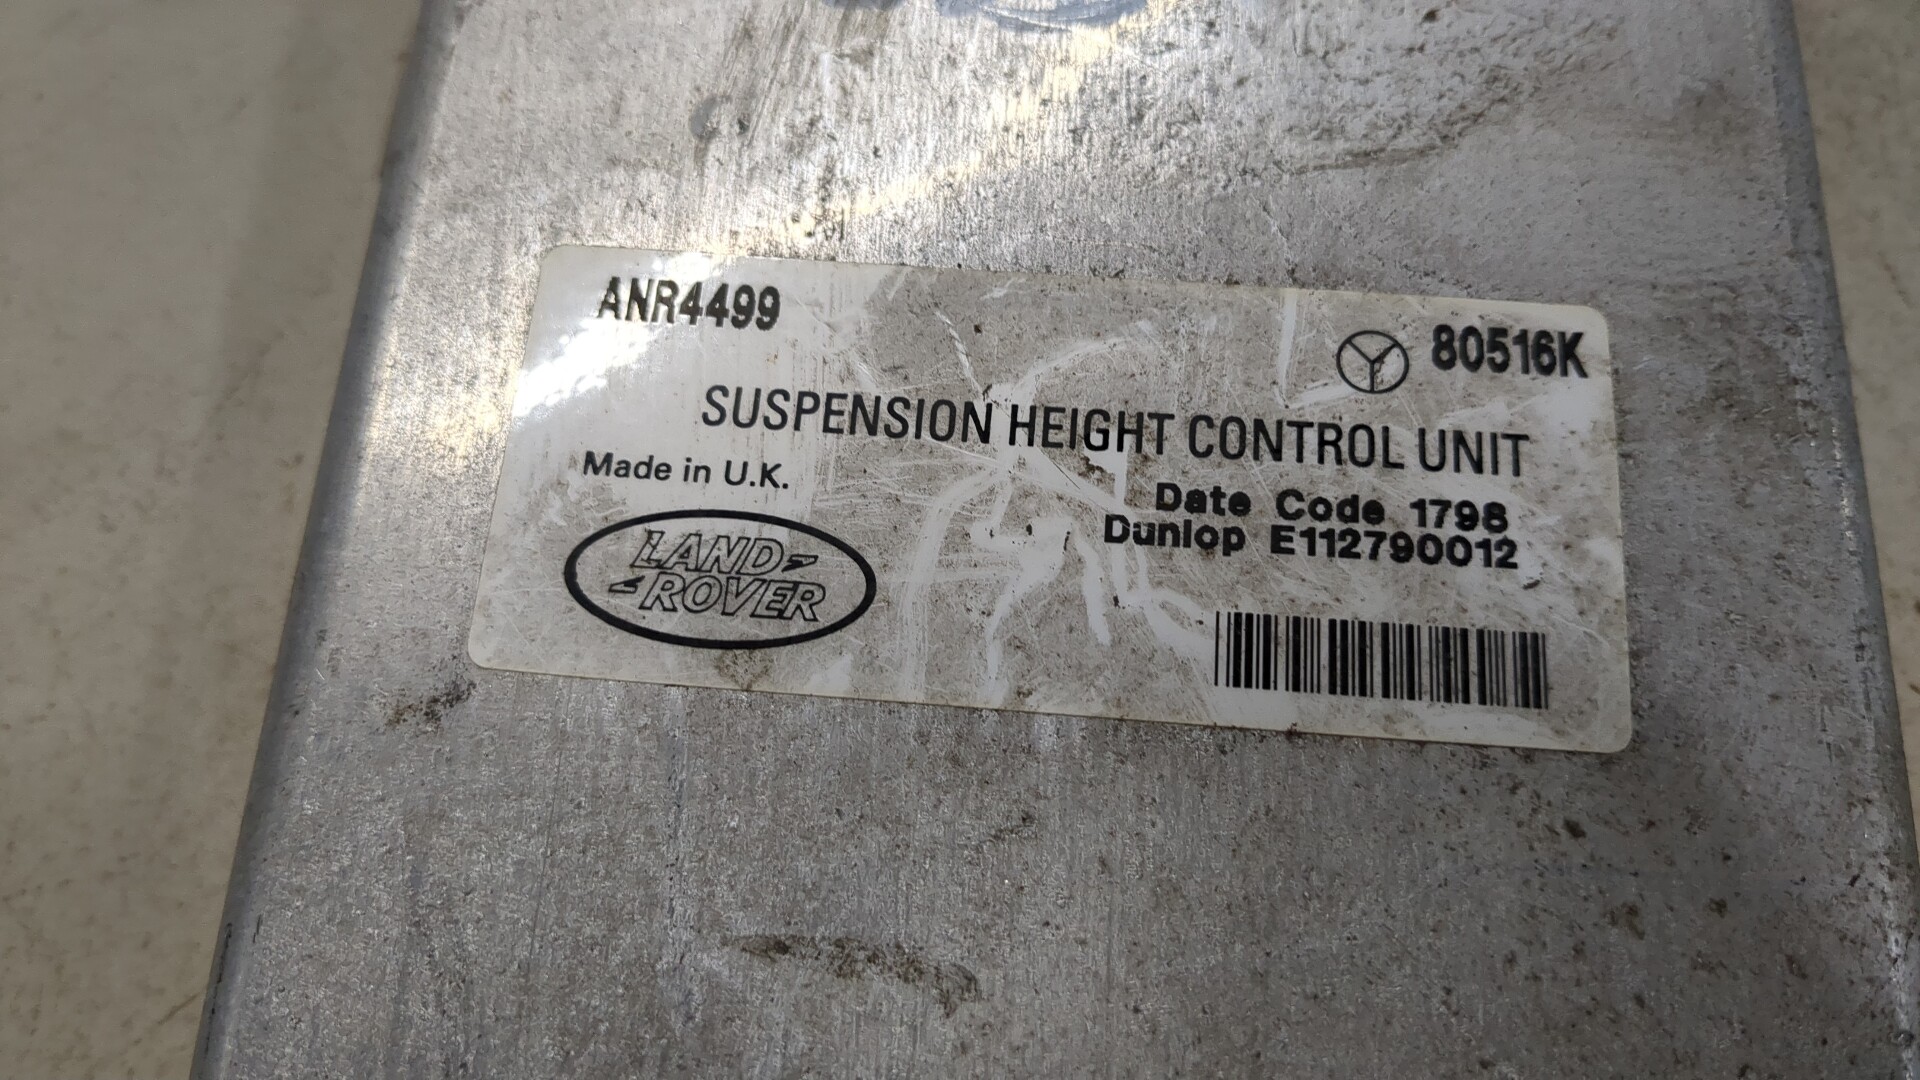 ANR4499
80516K
SUSPENSION HEIGHT CONTROL UNIT
Made in U.K.
Date Code 1798
Dunlop E112790012
LAND
ROVER